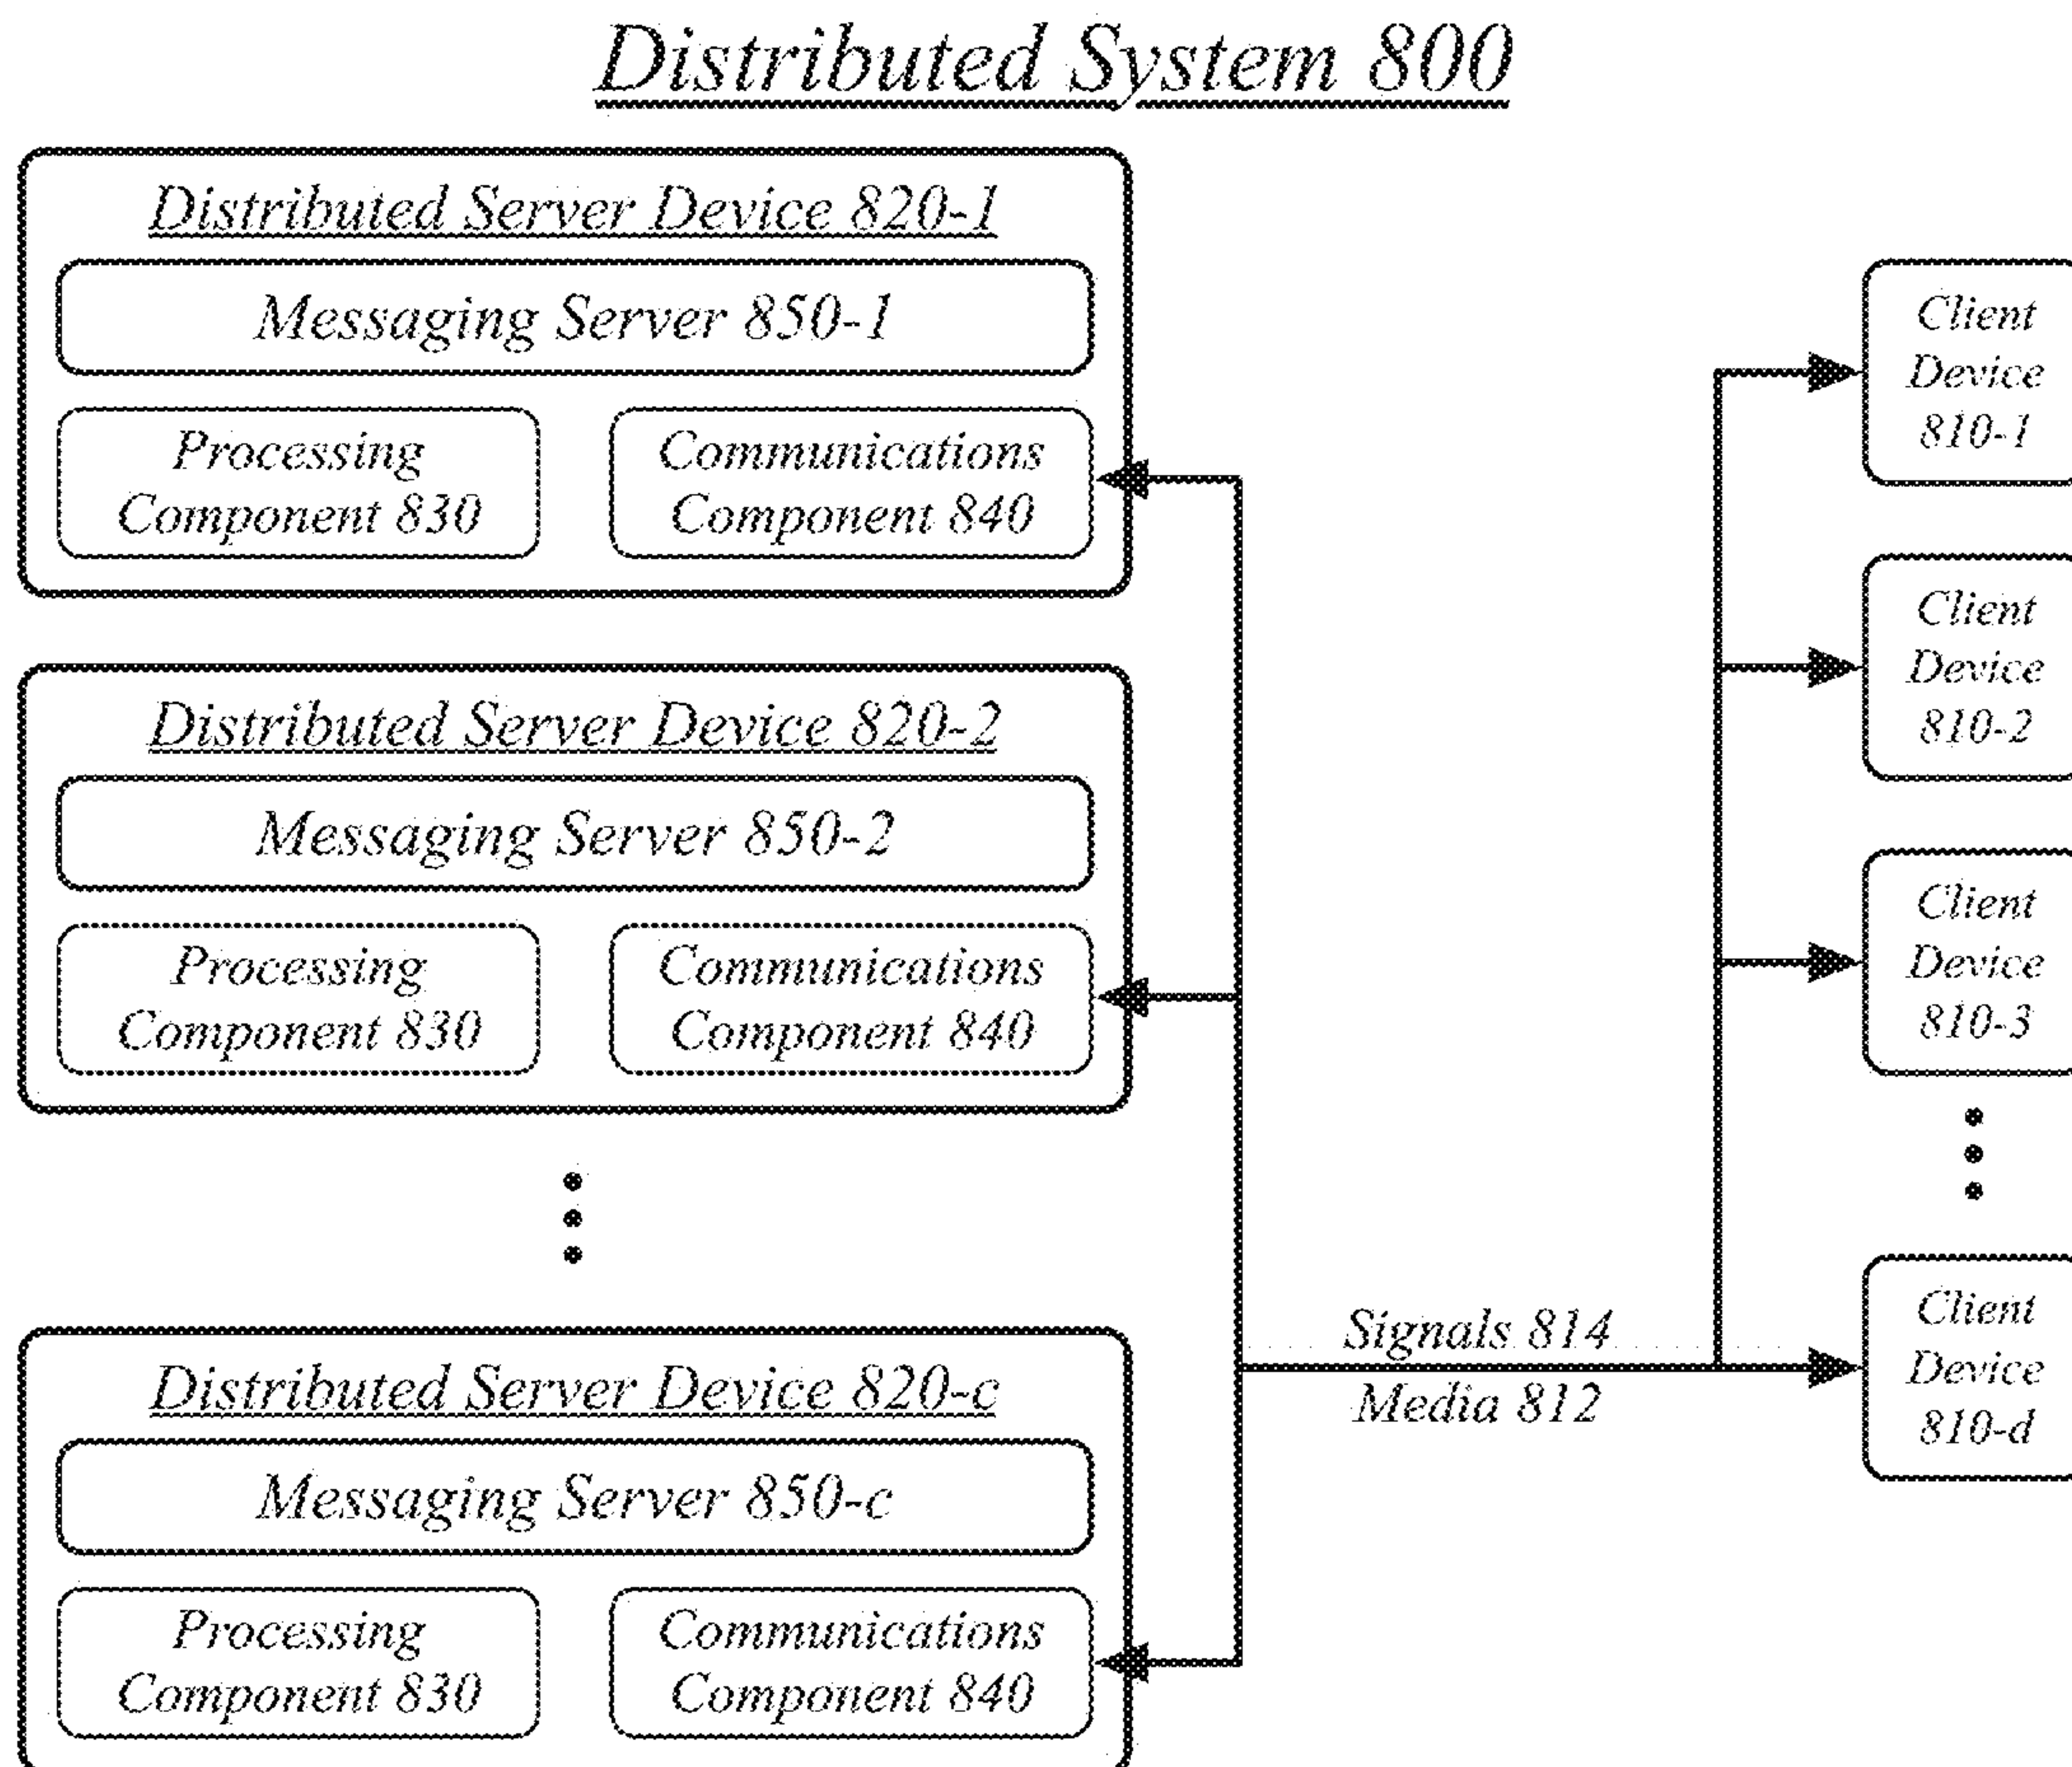 Distributed System 800
Distributed Server Device 820-1
Messaging Server 850-1
Processing
Component 830
Communications
Component 840
Distributed Server Device 820-2
Messaging Server 850-2
Processing
Component 830
Communications
Component 840
Distributed Server Device 820-c
Messaging Server 850-c
Processing
Component 830
Communications
Component 840
Signals 814
Media 812
Client
Device
810-1
Client
Device
810-2
Client
Device
810-3
Client
Device
810-d